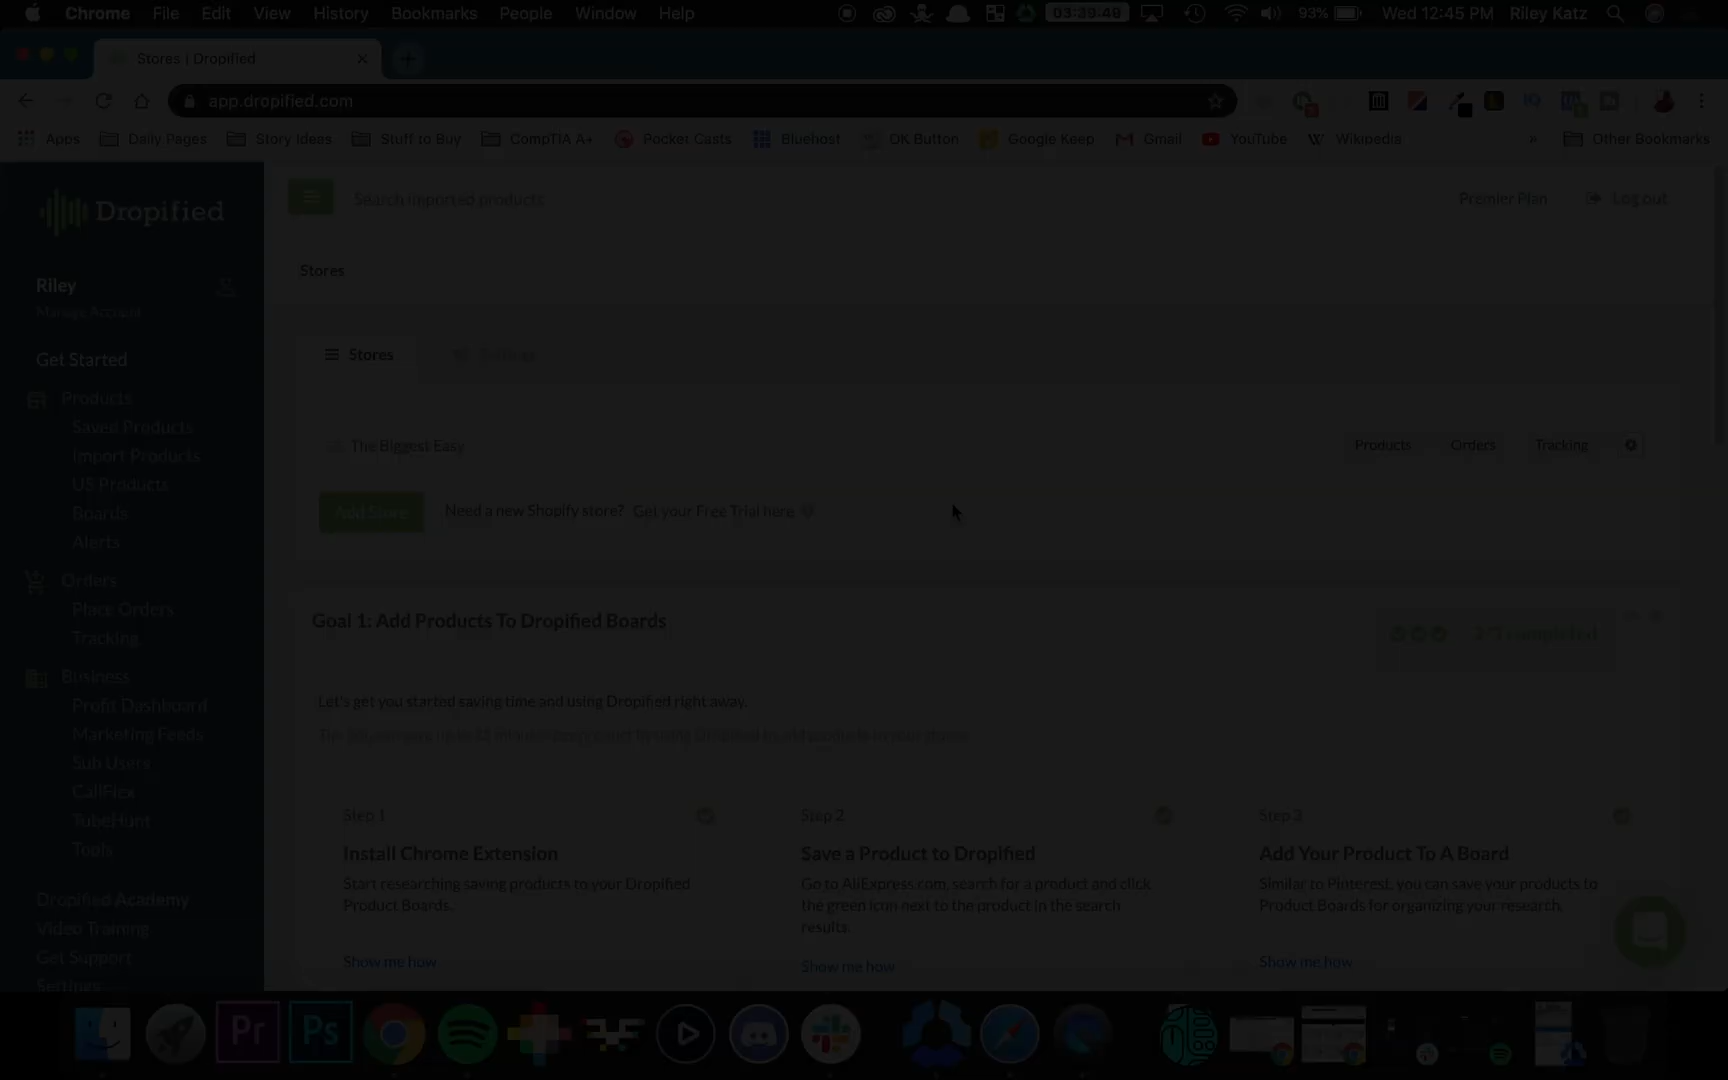 Chrome File Edit View History Bookmarks People Window Help 03:39:48 93% Wed 12:45 PM Riley Katz
Stores | Dropified
app.dropified.com
Apps Daily Pages Story Ideas Stuff to Buy CompTIA A+ Pocket Casts Bluehost OK Button Google Keep Gmail YouTube Wikipedia » Other Bookmarks
Dropified
Search imported products
Premier Plan
Log out
Riley
Manage Account
Stores
Get Started
Products
Saved Products
Import Products
US Products
Boards
Alerts
Orders
Place Orders
Tracking
Business
Profit Dashboard
Marketing Feeds
Sub Users
CallFlex
TubeHunt
Tools
Dropified Academy
Video Training
Get Support
Settings
Stores
The Biggest Easy
Products Orders Tracking
Add Store
Need a new Shopify store? Get your Free Trial here
Goal 1: Add Products To Dropified Boards
completed
Let's get you started saving time and using Dropified right away.
Step 1
Install Chrome Extension
Start researching saving products to your Dropified
Product Boards.
Show me how
Step 2
Save a Product to Dropified
Go to AliExpress.com, search for a product and click
the green icon next to the product in the search
results.
Show me how
Step 3
Add Your Product To A Board
Similar to Pinterest, you can save your products to
Product Boards for organizing your research.
Show me how
Pr
Ps